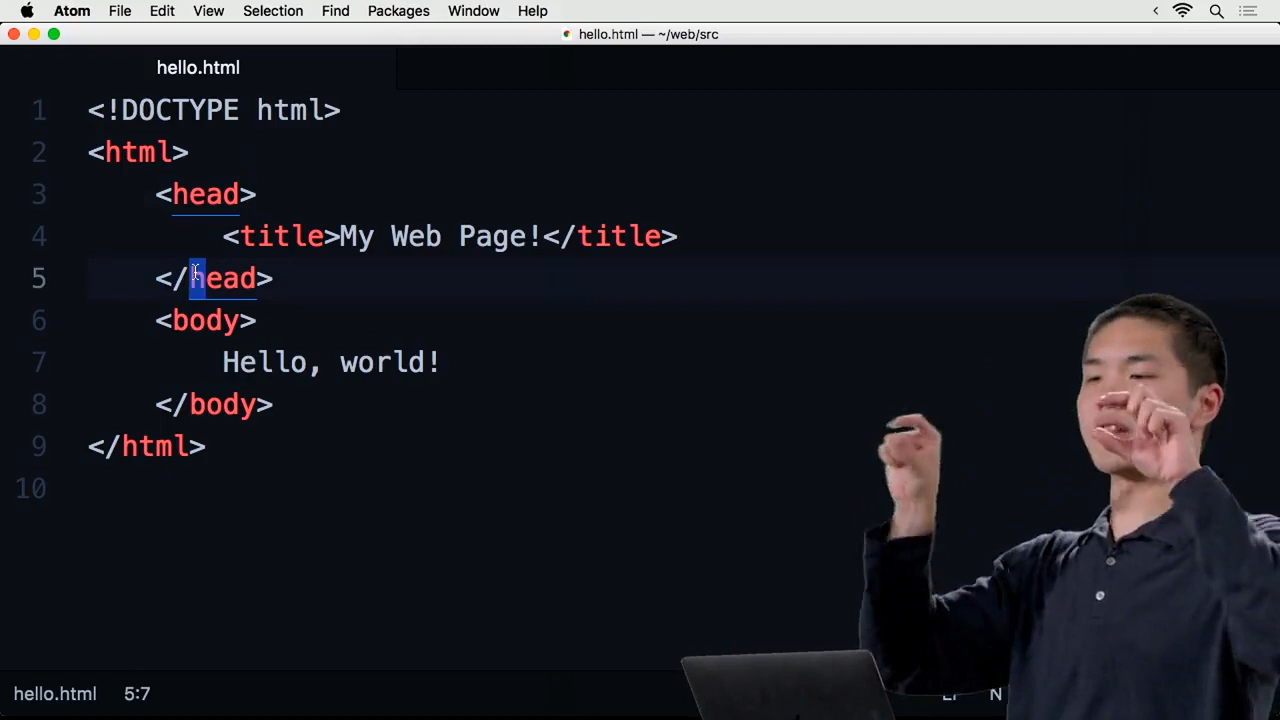 Atom File Edit View Selection Find Packages Window Help
hello.html — ~/web/src
hello.html
1 <!DOCTYPE html>
2 <html>
3 <head>
4 <title>My Web Page!</title>
5 </head>
6 <body>
7 Hello, world!
8 </body>
9 </html>
10
hello.html 5:7 LF N